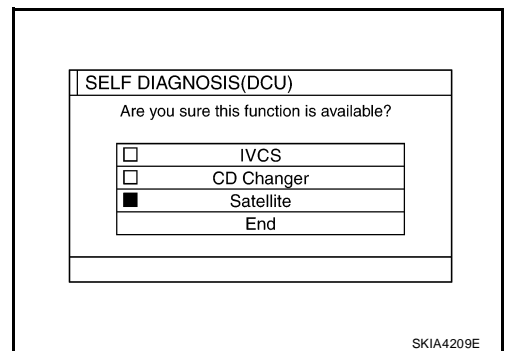 SELF DIAGNOSIS(DCU)
Are you sure this function is available?
IVCS
CD Changer
Satellite
End
SKIA4209E